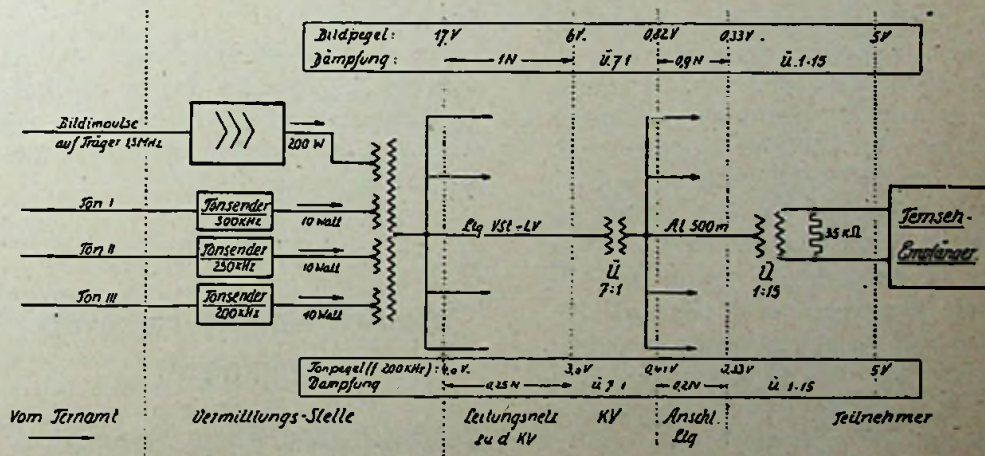 Bildpegel: 17V 6V. 0,82V 0,33V. 5V
Dämpfung: 1N Ü.7:1 0,9N Ü.1:15
Bildimpulse
auf Träger 1,3MHz
200 W
Ton I
Tonsender
300KHz
10 Watt
Ton II
Tonsender
250KHz
10 Watt
Ton III
Tonsender
200KHz
10 Watt
Ltg VSt-LV
Ü
7:1
Al 500m
Ü
1:15
35kΩ
Fernseh-
Empfänger
Tonpegel (f 200KHz): 4,0V. 3,0V 0,41V 0,33V 5V
Dämpfung 0,25N Ü.7:1 0,2N Ü.1:15
Vom Fernamt
Vermittlungs-Stelle
Leitungsnetz
zu d KV
KV
Anschl.
Ltg
Teilnehmer